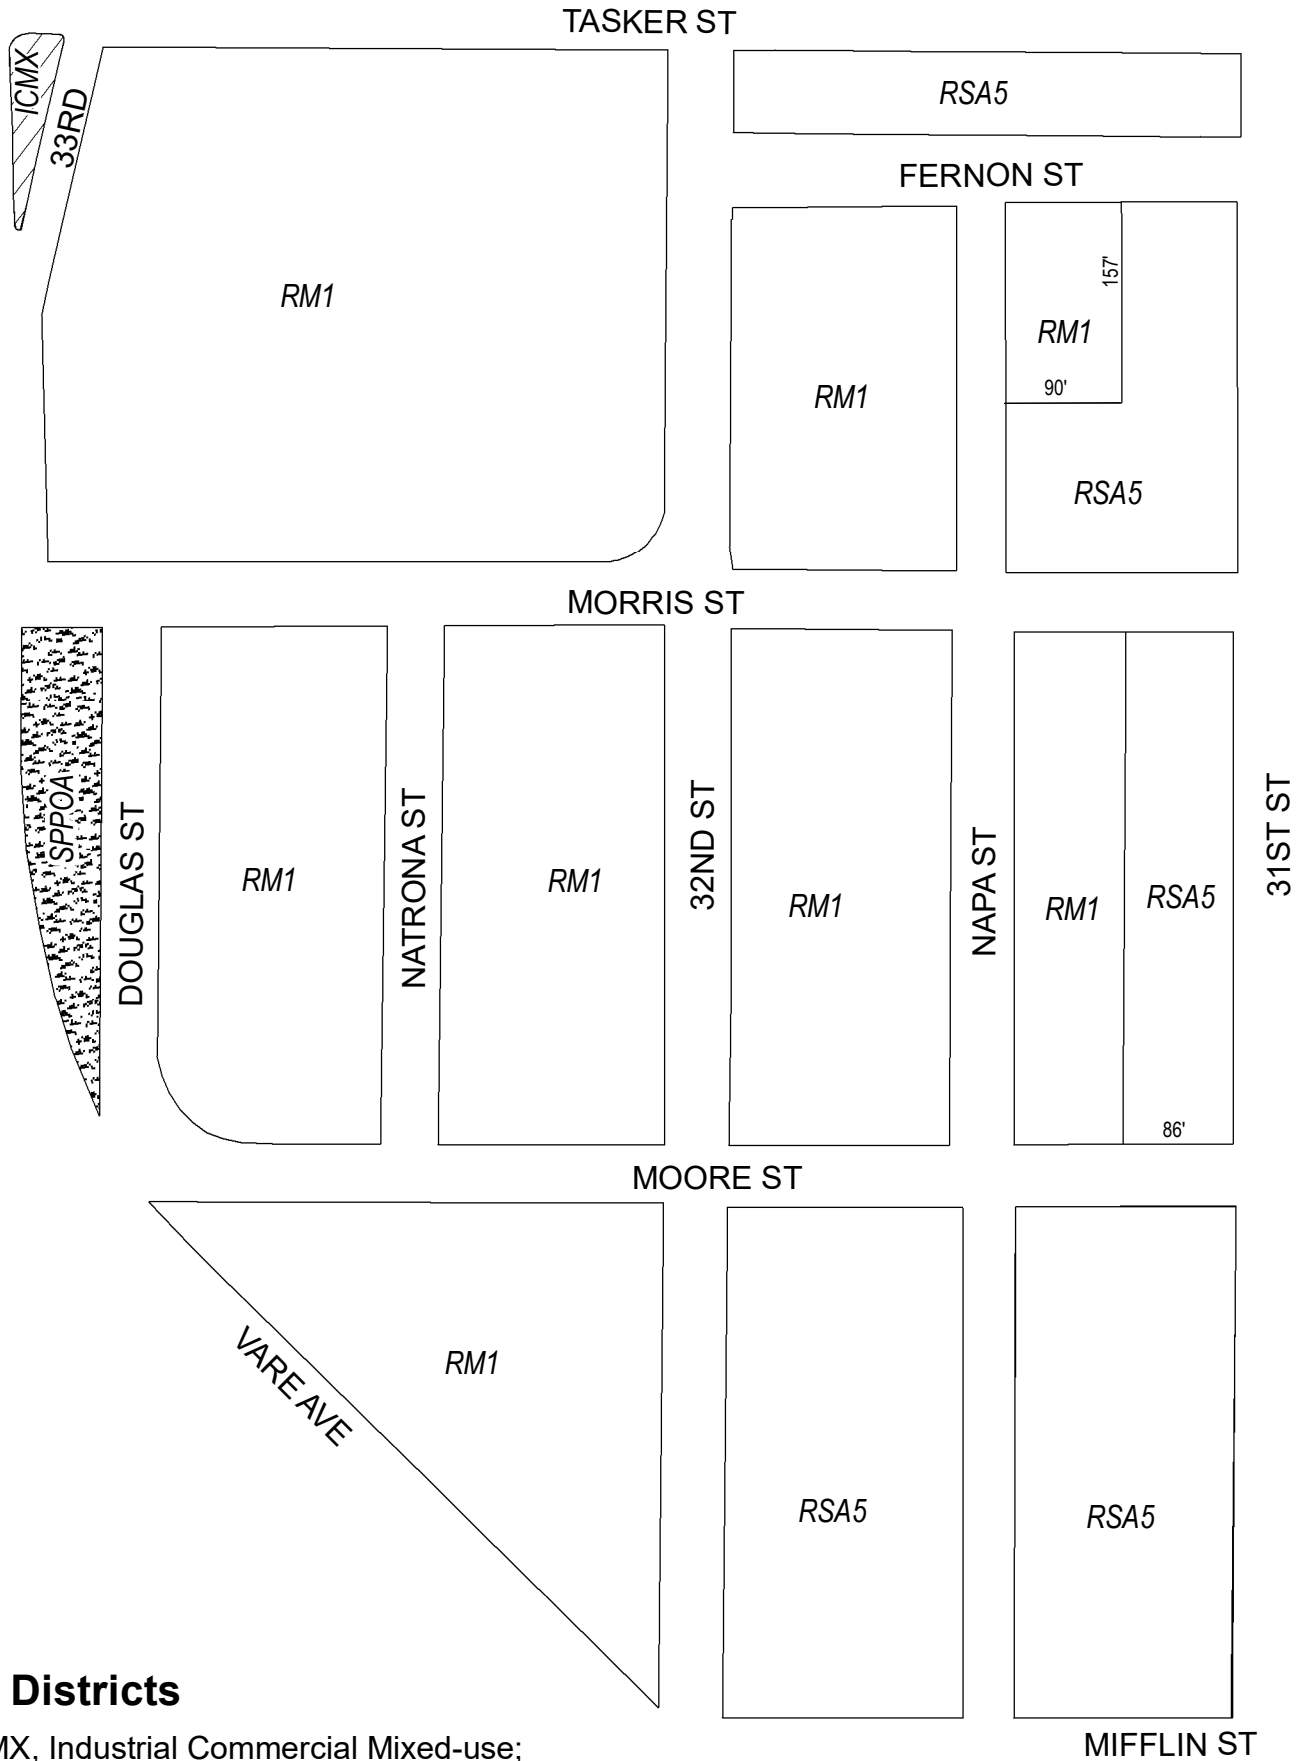 TASKER ST
ICMX
33RD
RSA5
FERNON ST
RM1
157'
RM1
90'
RM1
RSA5
MORRIS ST
SPPOA
DOUGLAS ST
RM1
NATRONA ST
RM1
32ND ST
RM1
NAPA ST
RM1
RSA5
31ST ST
86'
MOORE ST
VARE AVE
RM1
RSA5
RSA5
Districts
MX, Industrial Commercial Mixed-use;
MIFFLIN ST